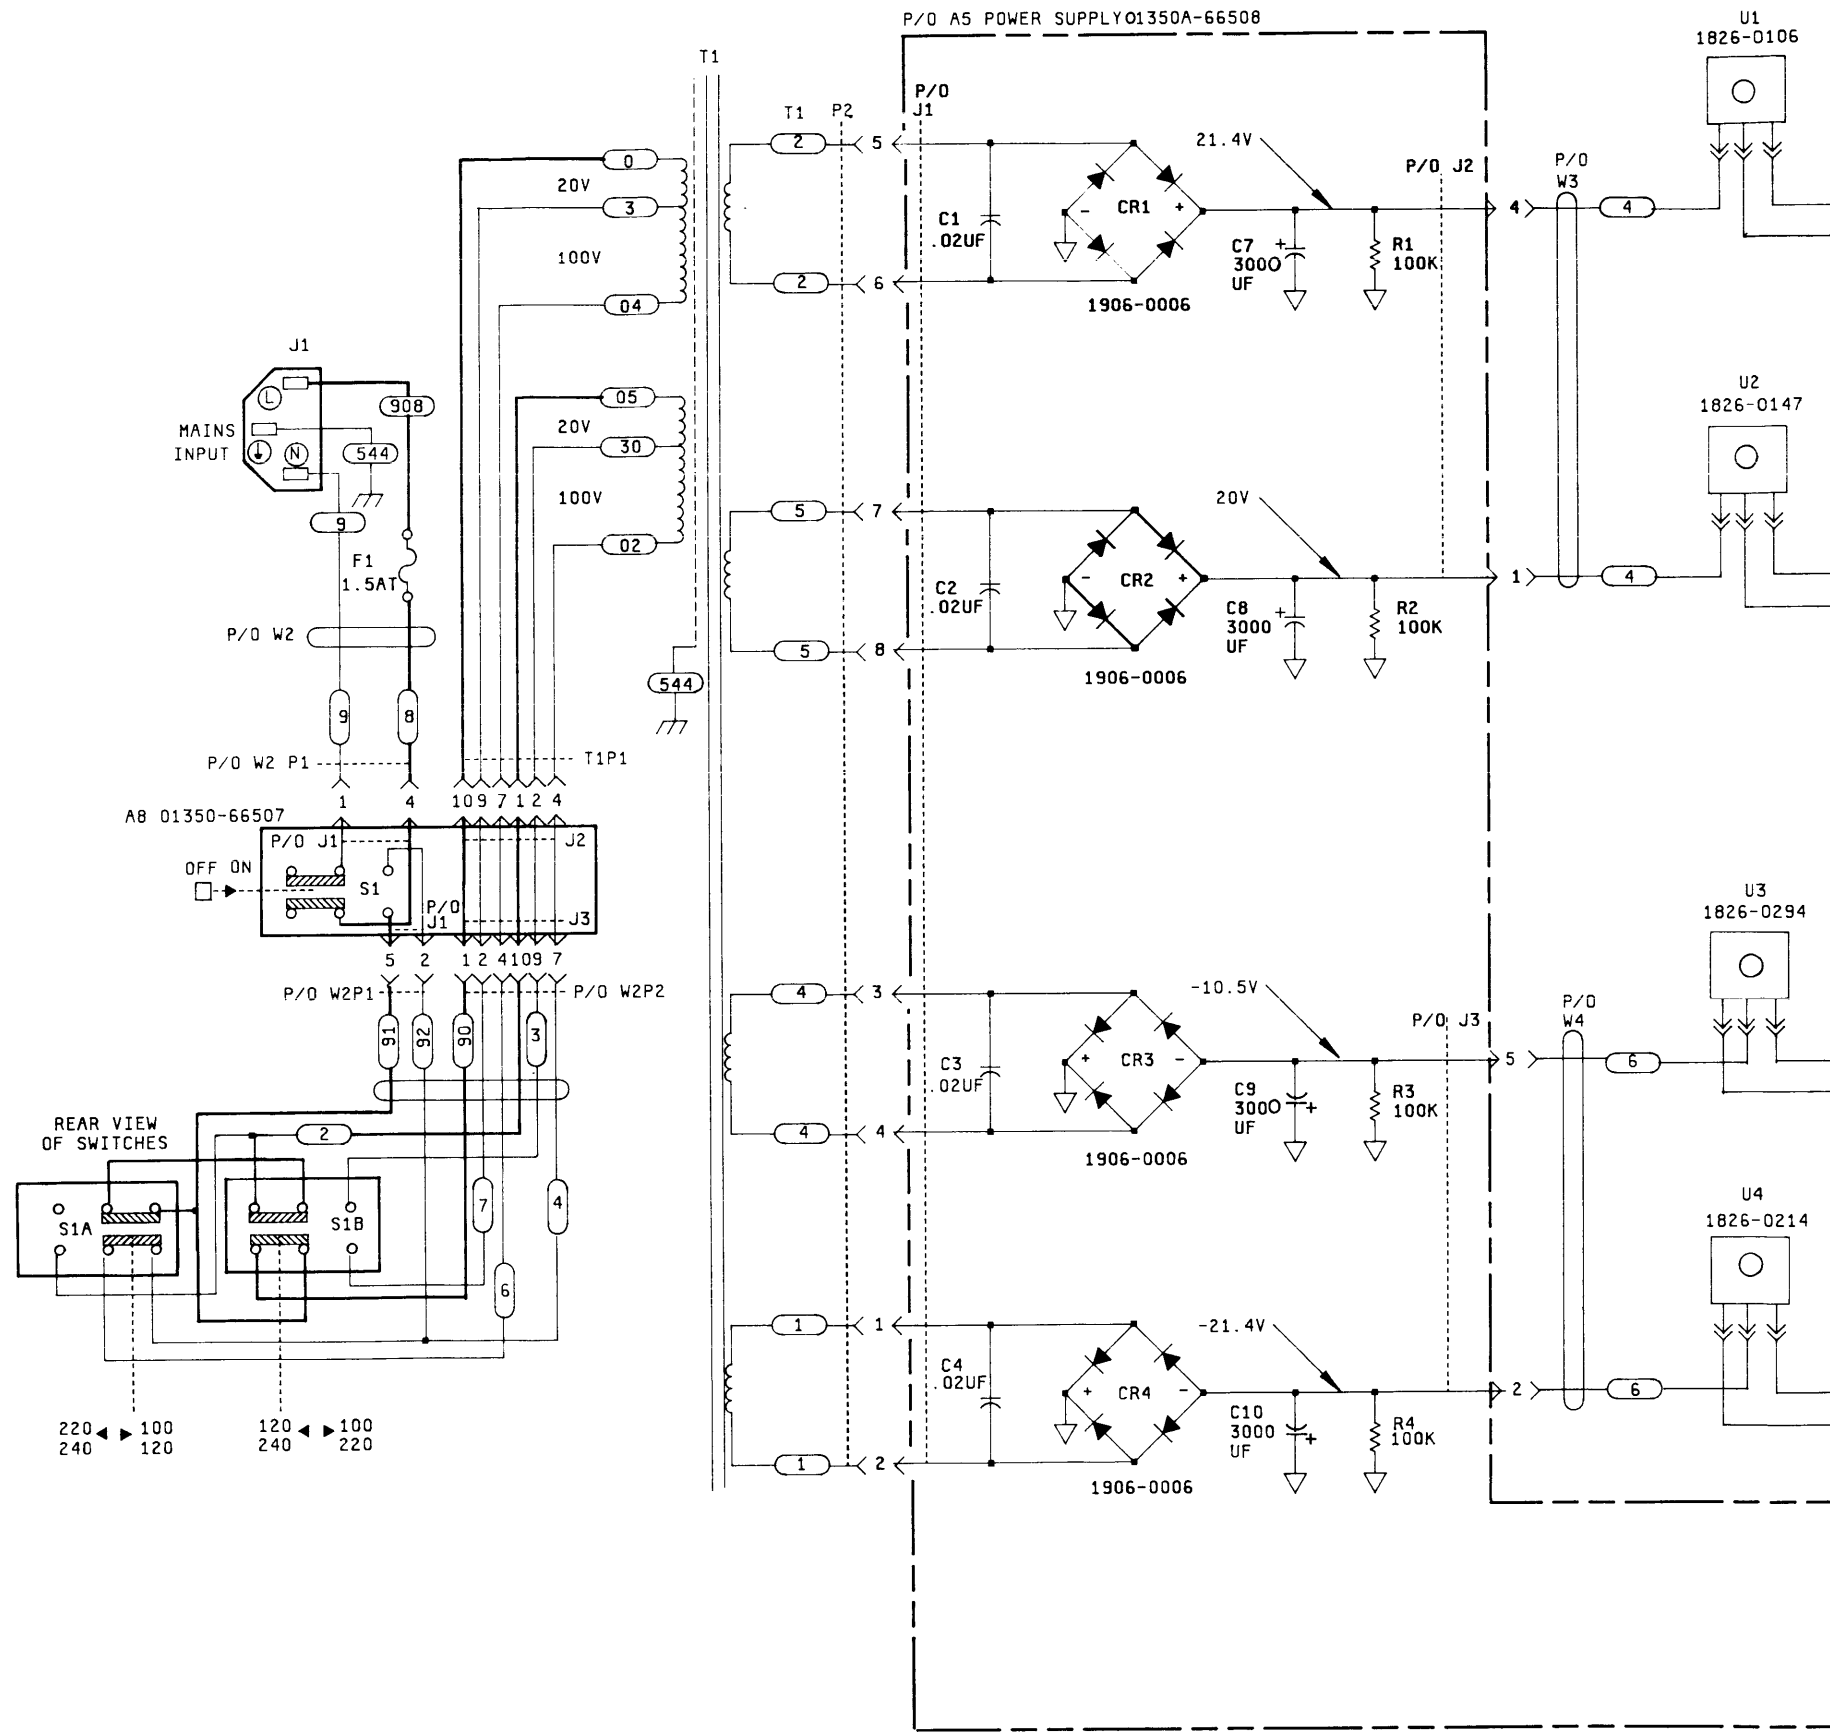 P/O A5 POWER SUPPLY01350A-66508
U1
1826-0106
T1
P/O
J1
T1
P2
2
5
21.4V
P/O J2
P/O
W3
0
20V
3
100V
04
C1
.02UF
CR1
-
+
C7
3000
UF
+
R1
100K
4
4
2
6
1906-0006
J1
L
908
MAINS
INPUT
N
544
9
F1
1.5AT
05
20V
30
100V
02
U2
1826-0147
5
7
20V
C2
.02UF
CR2
-
+
C8
3000
UF
+
R2
100K
1
4
5
8
1906-0006
P/O W2
544
9
8
P/O W2 P1
T1P1
1
4
10
9
7
1
2
4
A8 01350-66507
P/O J1
J2
OFF ON
S1
P/O
J1
J3
5
2
1
2
4
10
9
7
P/O W2P1
P/O W2P2
91
92
90
3
U3
1826-0294
4
3
-10.5V
P/O J3
P/O
W4
C3
.02UF
+
CR3
-
C9
3000
UF
+
R3
100K
5
6
4
4
1906-0006
REAR VIEW
OF SWITCHES
2
7
4
S1A
S1B
6
U4
1826-0214
1
1
-21.4V
C4
.02UF
+
CR4
-
C10
3000
UF
+
R4
100K
2
6
1
2
1906-0006
220 100
240 120
120 100
240 220